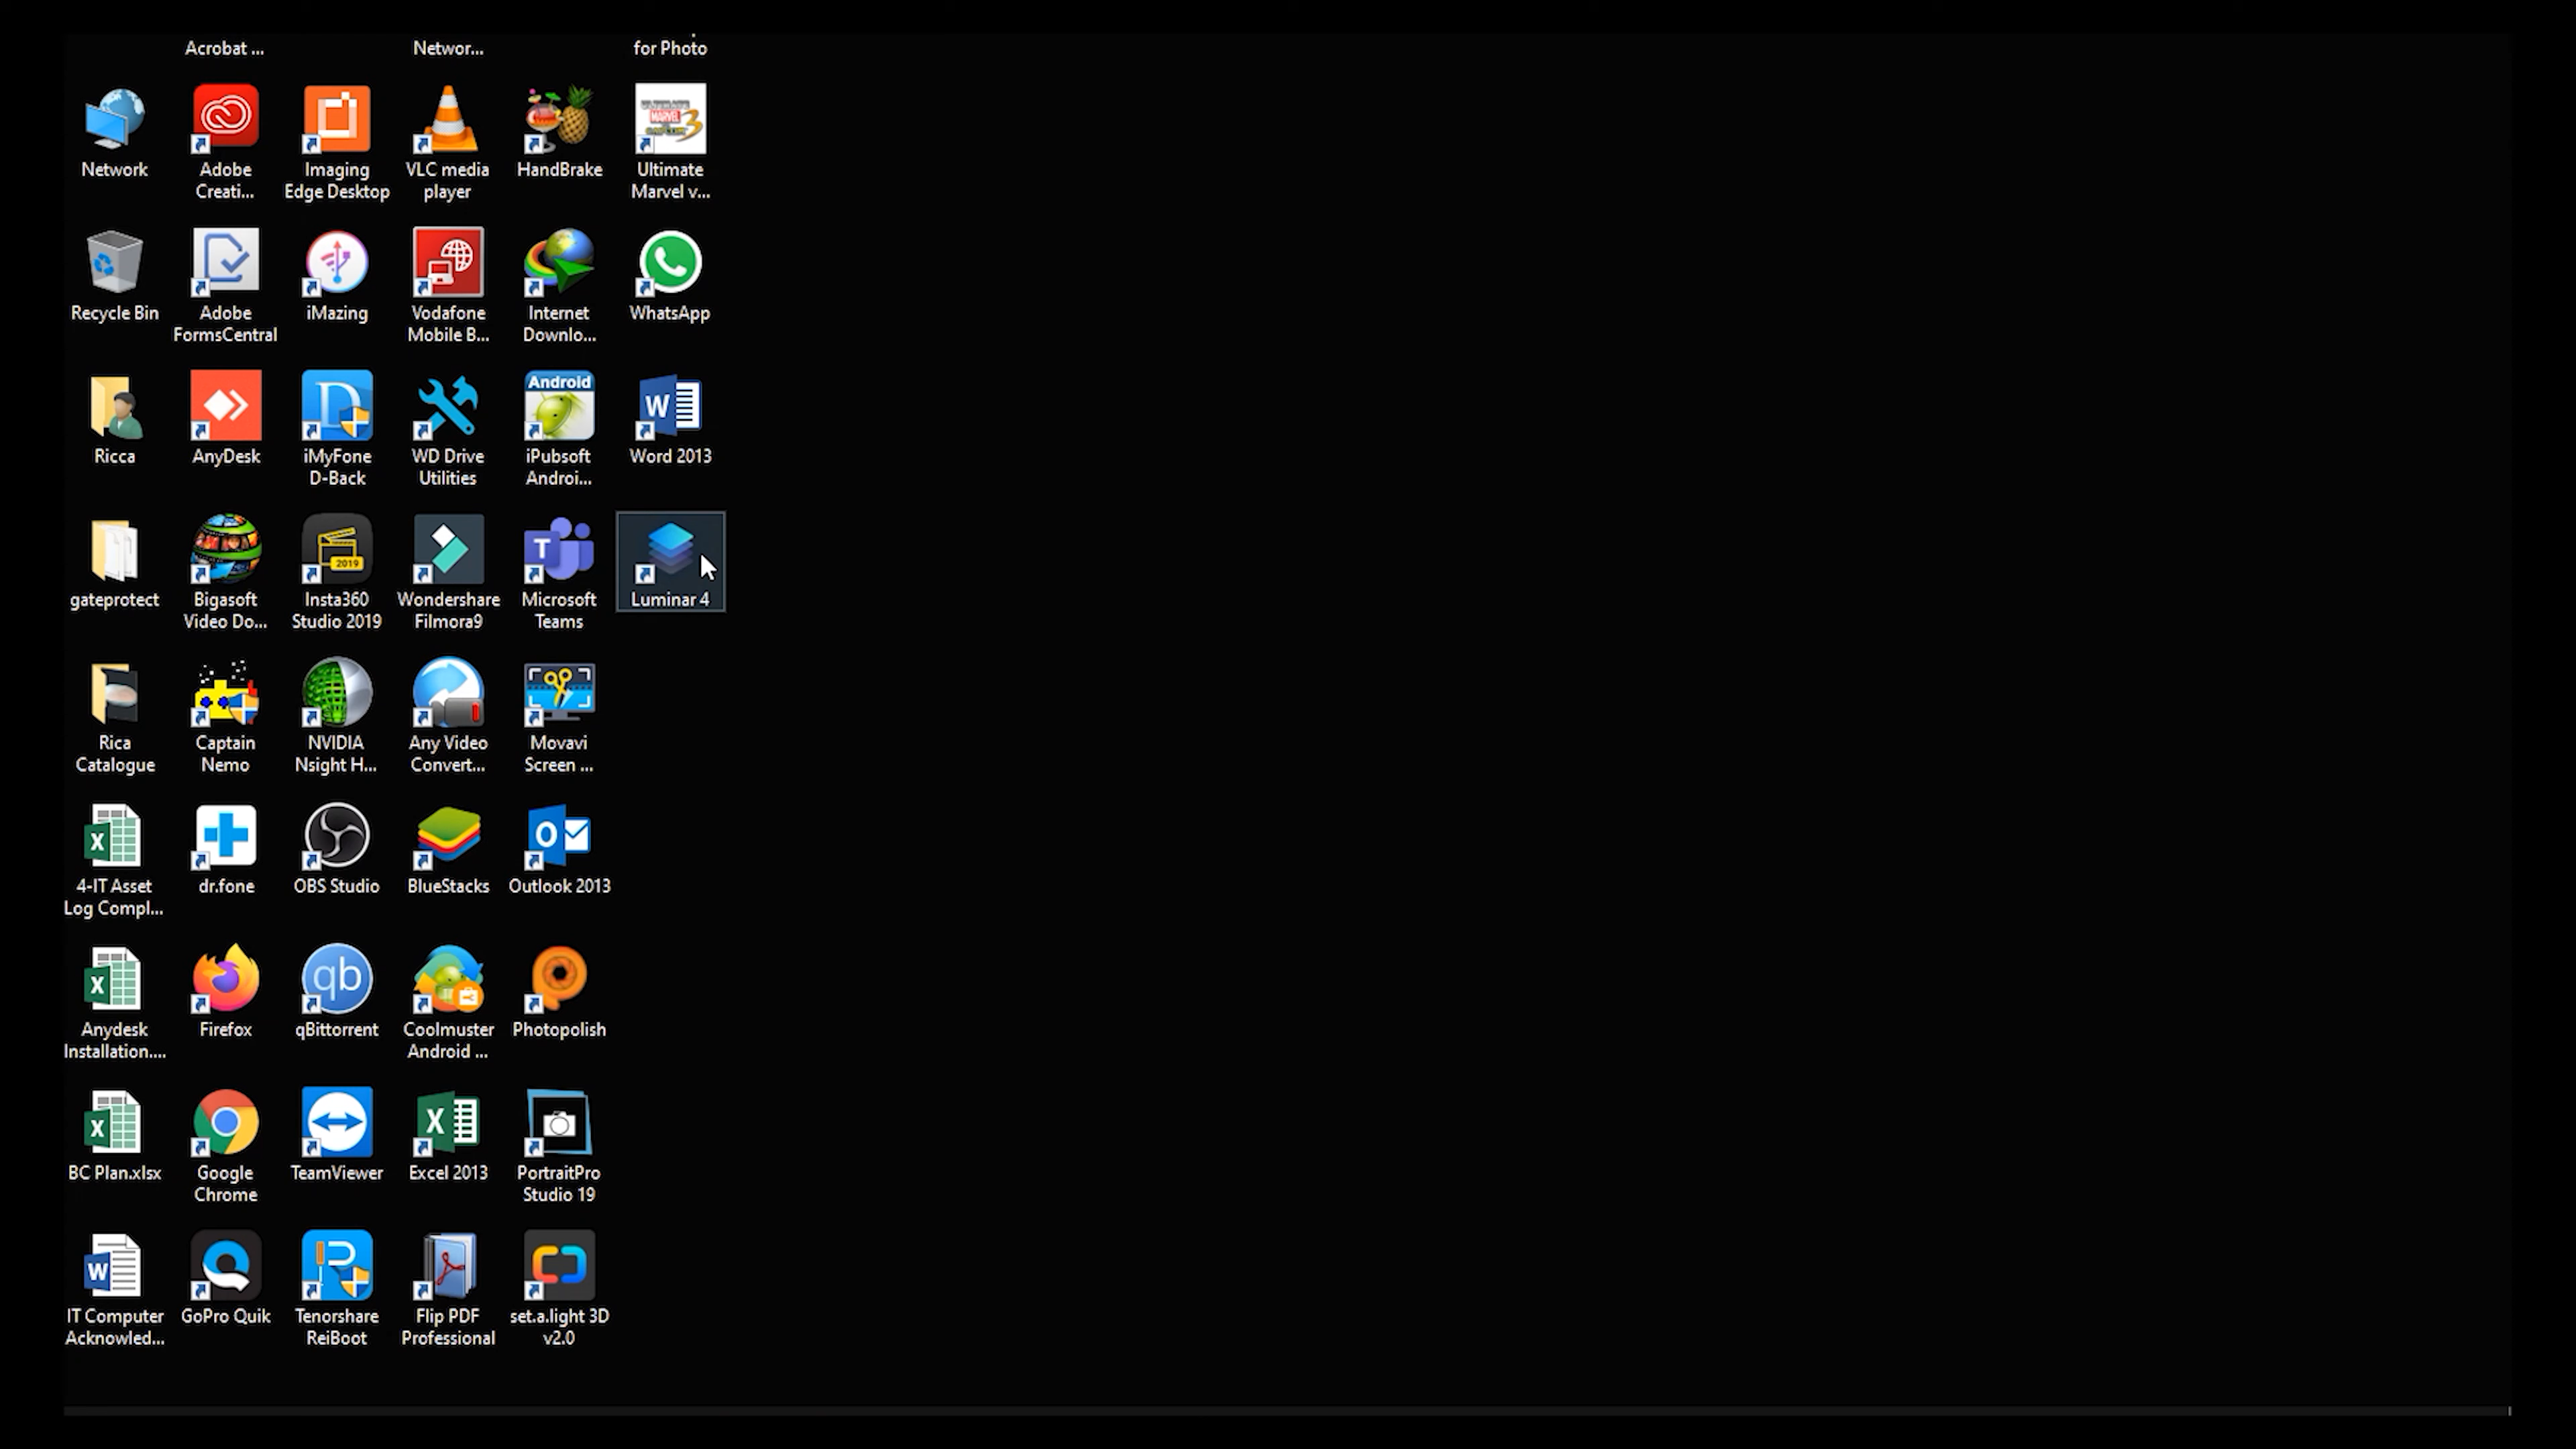 Acrobat ...
Networ...
for Photo
Network
Adobe
Creati...
Imaging
Edge Desktop
VLC media
player
HandBrake
ULTIMATE
MARVEL
3
Ultimate
Marvel v...
Recycle Bin
Adobe
FormsCentral
iMazing
Vodafone
Mobile B...
Internet
Downlo...
WhatsApp
Ricca
AnyDesk
D
iMyFone
D-Back
WD Drive
Utilities
Android
iPubsoft
Androi...
W
Word 2013
gateprotect
Bigasoft
Video Do...
2019
Insta360
Studio 2019
Wondershare
Filmora9
T
Microsoft
Teams
Luminar 4
Rica
Catalogue
Captain
Nemo
NVIDIA
Nsight H...
Any Video
Convert...
Movavi
Screen ...
X
4-IT Asset
Log Compl...
dr.fone
OBS Studio
BlueStacks
O
Outlook 2013
X
Anydesk
Installation....
Firefox
qb
qBittorrent
Coolmuster
Android ...
Photopolish
X
BC Plan.xlsx
Google
Chrome
TeamViewer
X
Excel 2013
PortraitPro
Studio 19
W
IT Computer
Acknowled...
GoPro Quik
Tenorshare
ReiBoot
Flip PDF
Professional
set.a.light 3D
v2.0